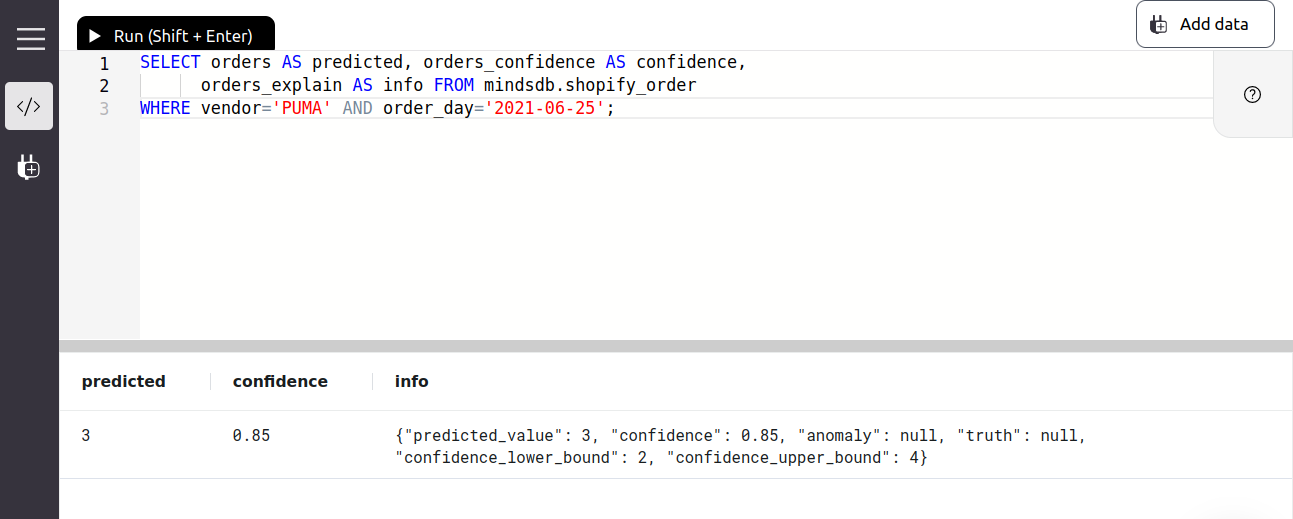 Run (Shift + Enter)
Add data
1 SELECT orders AS predicted, orders_confidence AS confidence,
2 orders_explain AS info FROM mindsdb.shopify_order
3 WHERE vendor='PUMA' AND order_day='2021-06-25';
predicted confidence info
3 0.85 {"predicted_value": 3, "confidence": 0.85, "anomaly": null, "truth": null,
"confidence_lower_bound": 2, "confidence_upper_bound": 4}